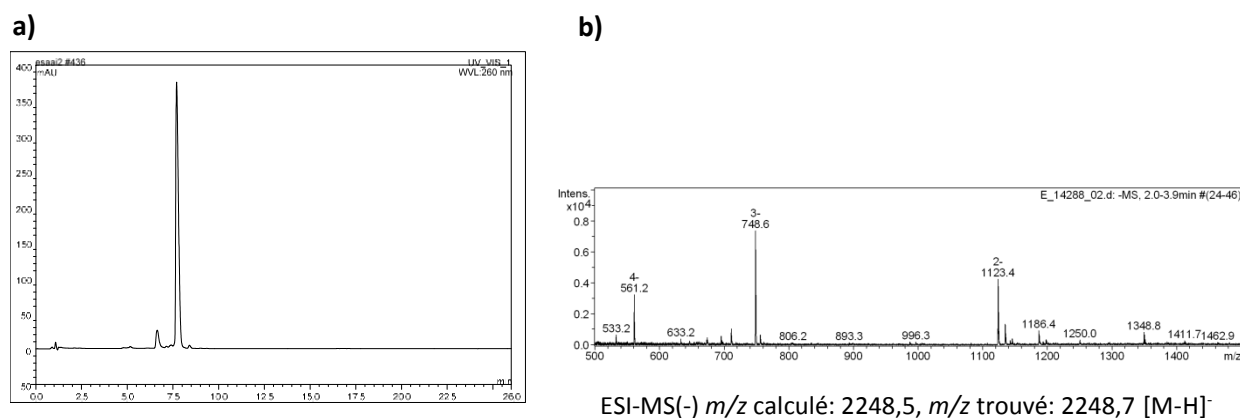 a)
b)
esaai2 #436
UV_VIS_1
mAU
WVL:260 nm
400
350
300
250
200
150
100
50
0
50
0.0 2.5 5.0 7.5 10.0 12.5 15.0 17.5 20.0 22.5 26.0
min
Intens.
x10⁴
E_14288_02.d: -MS, 2.0-3.9min #(24-46)
0.8
0.6
0.4
0.2
0.0
4-
561.2
3-
748.6
2-
1123.4
533.2 633.2 806.2 893.3 996.3 1186.4 1250.0 1348.8 1411.7 1462.9
500 600 700 800 900 1000 1100 1200 1300 1400 m/z
ESI-MS(-) m/z calculé: 2248,5, m/z trouvé: 2248,7 [M-H]⁻